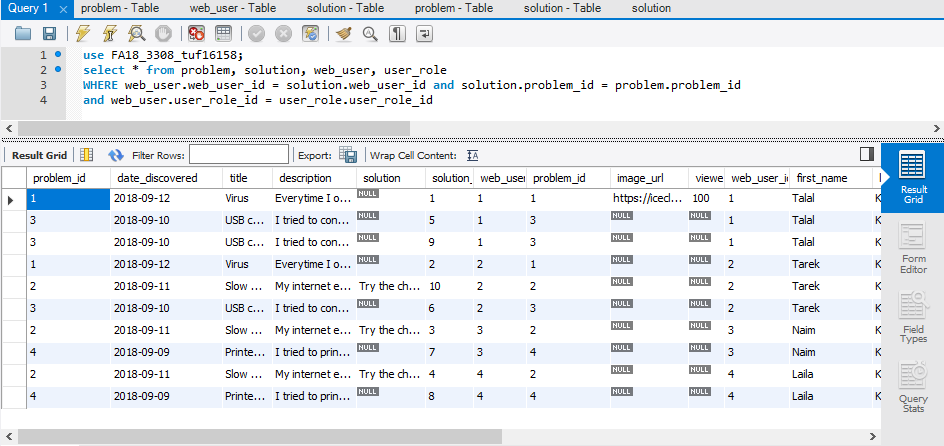 Query 1 × problem - Table web_user - Table solution - Table problem - Table solution - Table solution
1 use FA18_3308_tuf16158;
2 select * from problem, solution, web_user, user_role
3 WHERE web_user.web_user_id = solution.web_user_id and solution.problem_id = problem.problem_id
4 and web_user.user_role_id = user_role.user_role_id
Result Grid Filter Rows: Export: Wrap Cell Content: IA
problem_id date_discovered title description solution solution_ web_user problem_id image_url viewe web_user_id first_name
1 2018-09-12 Virus Everytime I o... NULL 1 1 1 https://icecl... 100 1 Talal K
3 2018-09-10 USB c... I tried to con... NULL 5 1 3 NULL NULL 1 Talal K
3 2018-09-10 USB c... I tried to con... NULL 9 1 3 NULL NULL 1 Talal K
1 2018-09-12 Virus Everytime I o... NULL 2 2 1 NULL NULL 2 Tarek K
2 2018-09-11 Slow ... My internet e... Try the ch... 10 2 2 NULL NULL 2 Tarek K
3 2018-09-10 USB c... I tried to con... NULL 6 2 3 NULL NULL 2 Tarek K
2 2018-09-11 Slow ... My internet e... Try the ch... 3 3 2 NULL NULL 3 Naim K
4 2018-09-09 Printe... I tried to prin... NULL 7 3 4 NULL NULL 3 Naim K
2 2018-09-11 Slow ... My internet e... Try the ch... 4 4 2 NULL NULL 4 Laila K
4 2018-09-09 Printe... I tried to prin... NULL 8 4 4 NULL NULL 4 Laila K
Result
Grid
Form
Editor
Field
Types
Query
Stats